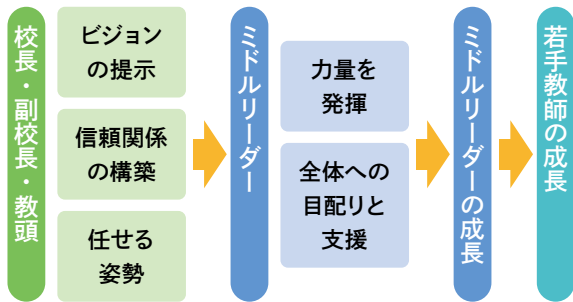 校長・副校長・教頭
ビジョン
の提示
信頼関係
の構築
任せる
姿勢
ミドルリーダー
力量を
発揮
全体への
目配りと
支援
ミドルリーダーの成長
若手教師の成長